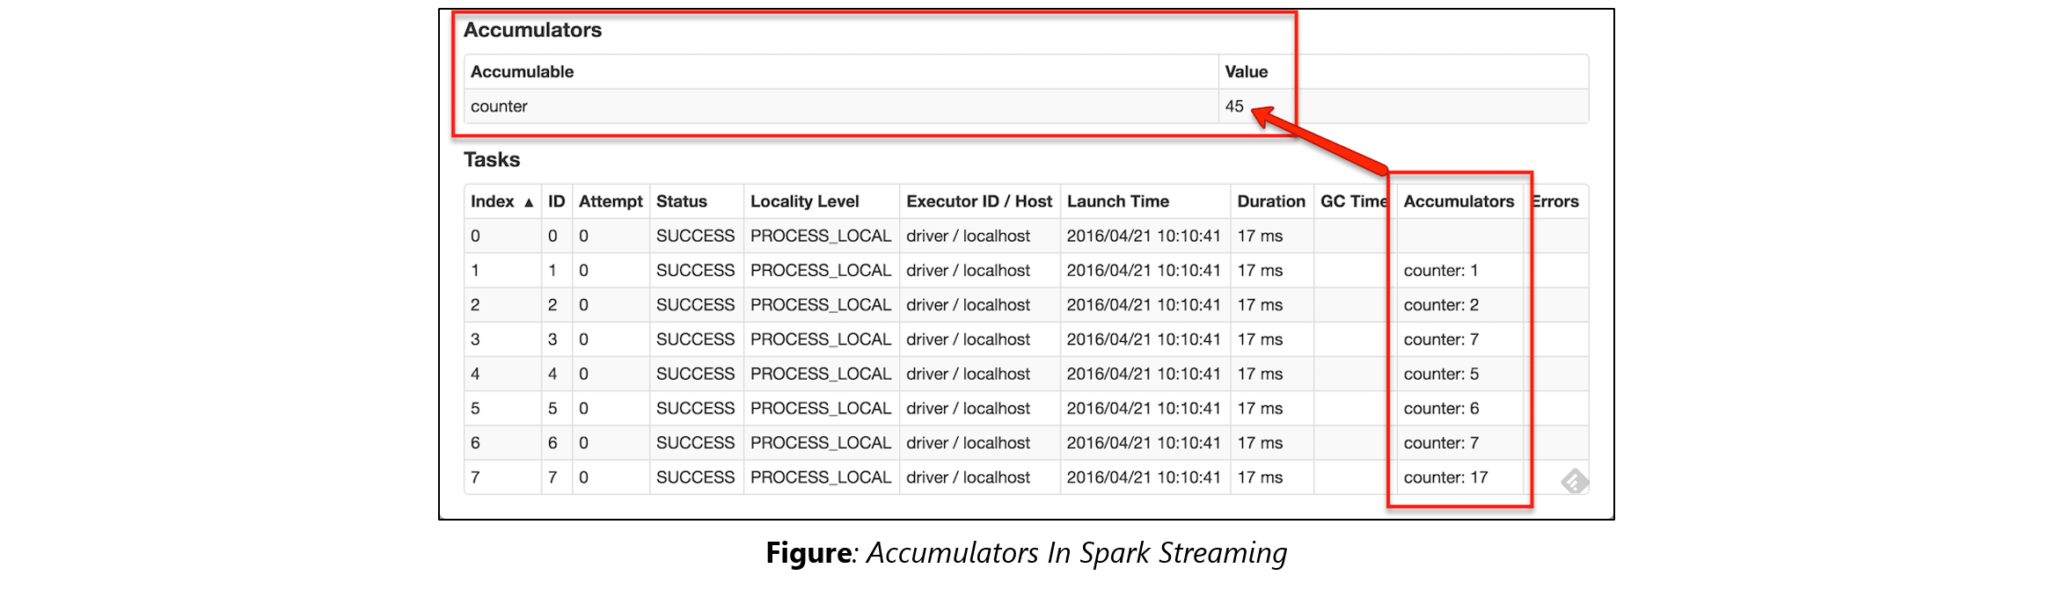 Accumulators
Accumulable Value
counter 45
Tasks
Index ▲ ID Attempt Status Locality Level Executor ID / Host Launch Time Duration GC Time Accumulators Errors
0 0 0 SUCCESS PROCESS_LOCAL driver / localhost 2016/04/21 10:10:41 17 ms
1 1 0 SUCCESS PROCESS_LOCAL driver / localhost 2016/04/21 10:10:41 17 ms counter: 1
2 2 0 SUCCESS PROCESS_LOCAL driver / localhost 2016/04/21 10:10:41 17 ms counter: 2
3 3 0 SUCCESS PROCESS_LOCAL driver / localhost 2016/04/21 10:10:41 17 ms counter: 7
4 4 0 SUCCESS PROCESS_LOCAL driver / localhost 2016/04/21 10:10:41 17 ms counter: 5
5 5 0 SUCCESS PROCESS_LOCAL driver / localhost 2016/04/21 10:10:41 17 ms counter: 6
6 6 0 SUCCESS PROCESS_LOCAL driver / localhost 2016/04/21 10:10:41 17 ms counter: 7
7 7 0 SUCCESS PROCESS_LOCAL driver / localhost 2016/04/21 10:10:41 17 ms counter: 17
Figure: Accumulators In Spark Streaming